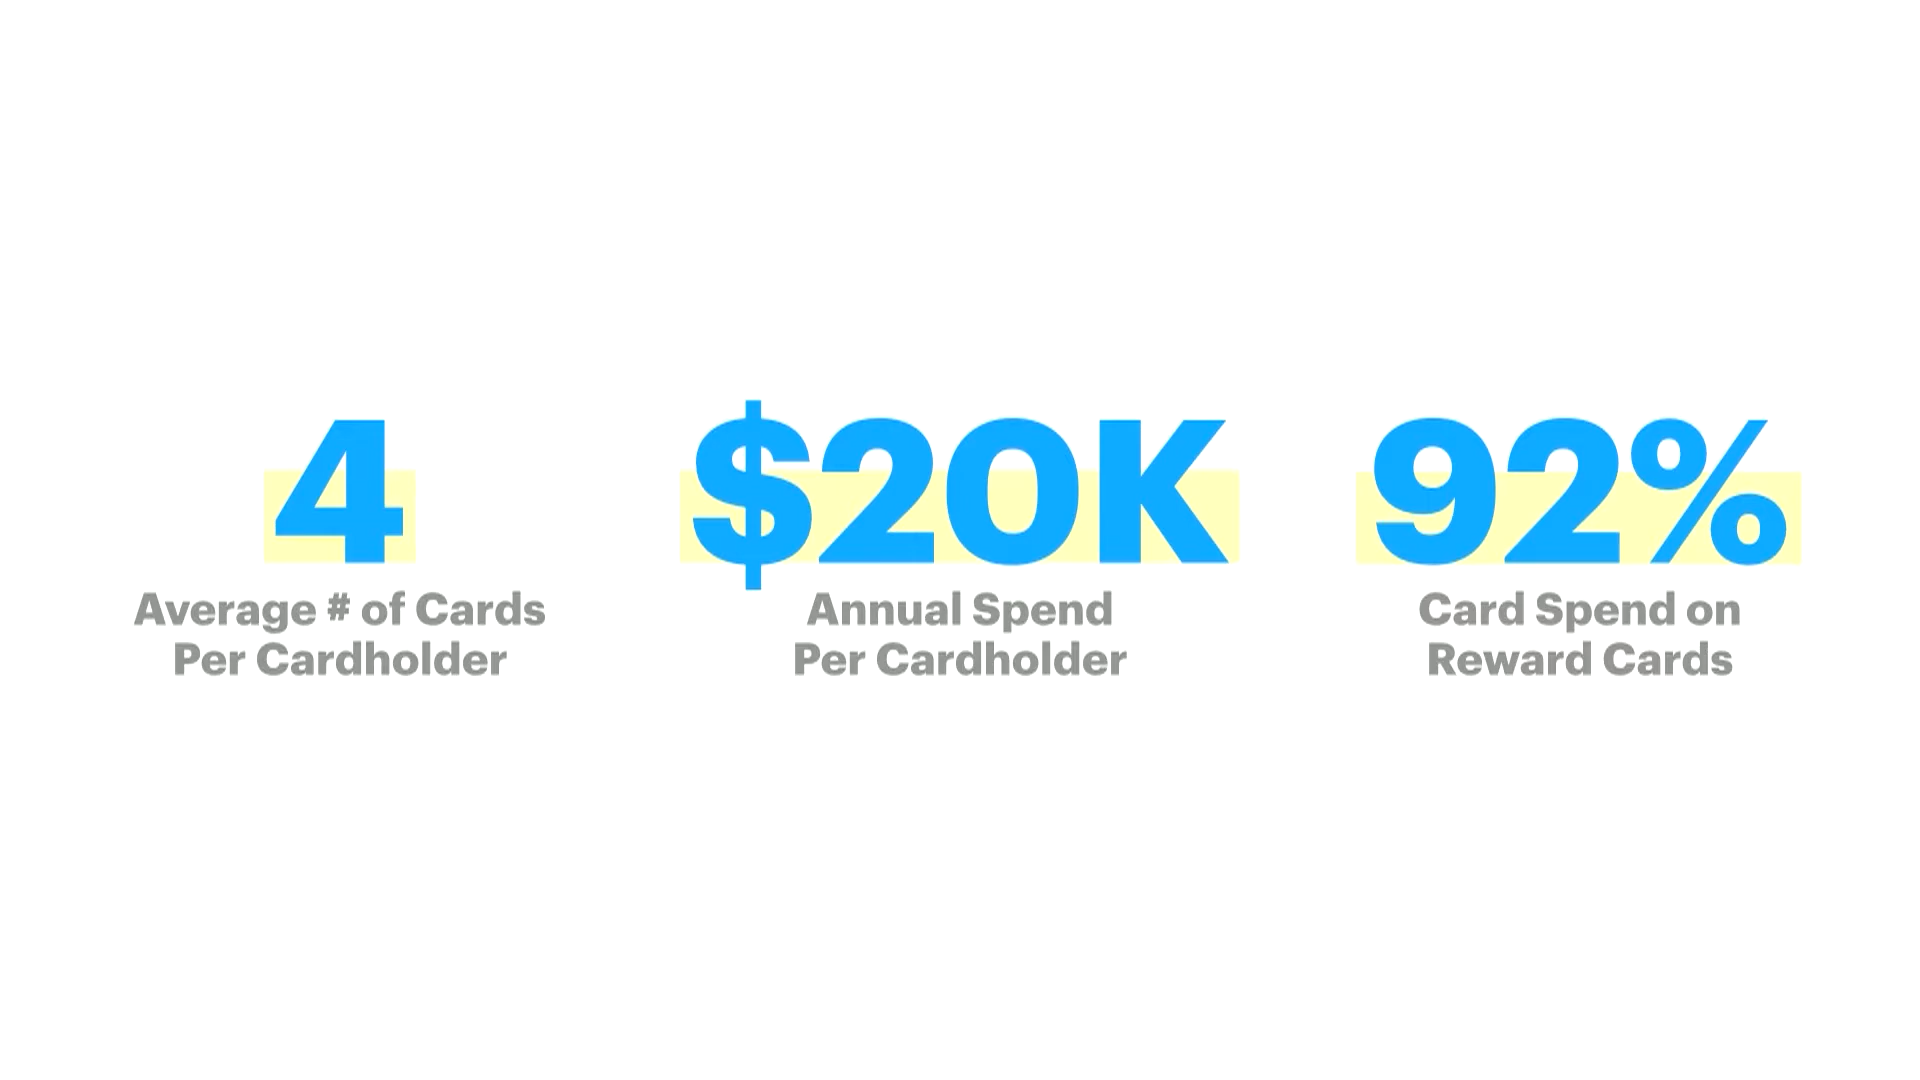 4
Average # of Cards
Per Cardholder
$20K
Annual Spend
Per Cardholder
92%
Card Spend on
Reward Cards